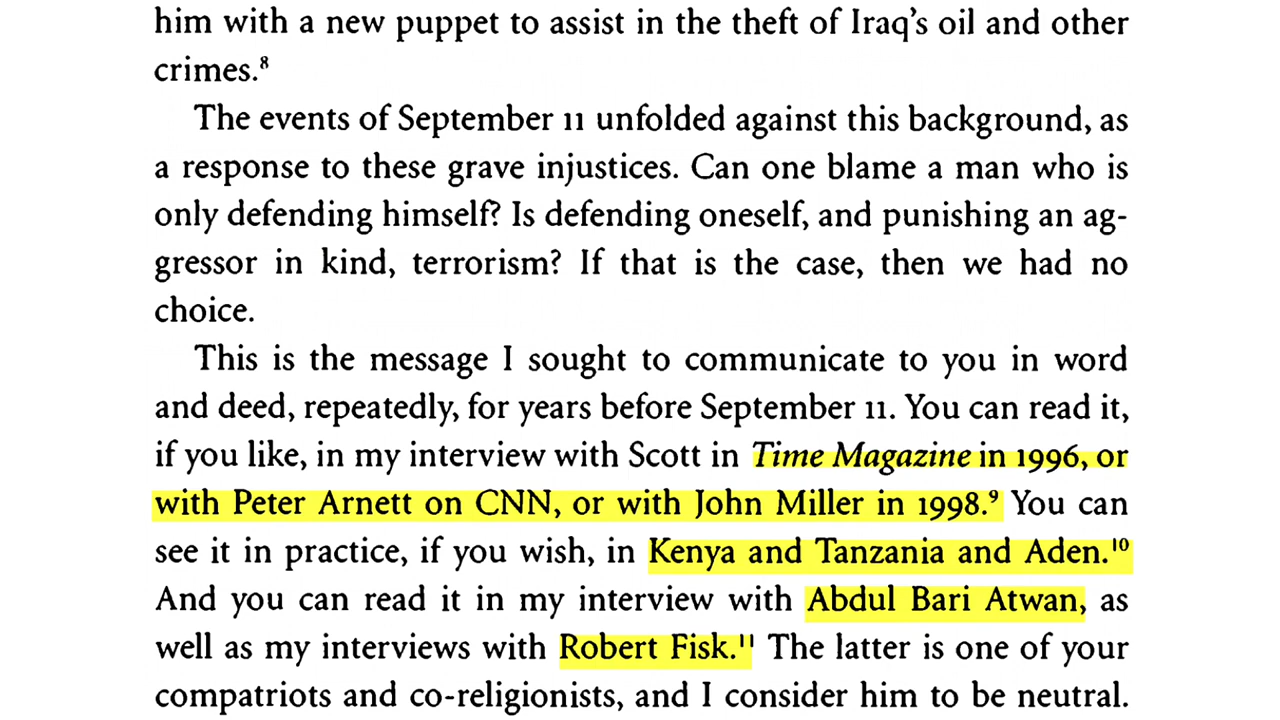 him with a new puppet to assist in the theft of Iraq's oil and other
crimes.⁸
The events of September 11 unfolded against this background, as
a response to these grave injustices. Can one blame a man who is
only defending himself? Is defending oneself, and punishing an ag-
gressor in kind, terrorism? If that is the case, then we had no
choice.
This is the message I sought to communicate to you in word
and deed, repeatedly, for years before September 11. You can read it,
if you like, in my interview with Scott in Time Magazine in 1996, or
with Peter Arnett on CNN, or with John Miller in 1998.⁹ You can
see it in practice, if you wish, in Kenya and Tanzania and Aden.¹⁰
And you can read it in my interview with Abdul Bari Atwan, as
well as my interviews with Robert Fisk.¹¹ The latter is one of your
compatriots and co-religionists, and I consider him to be neutral.